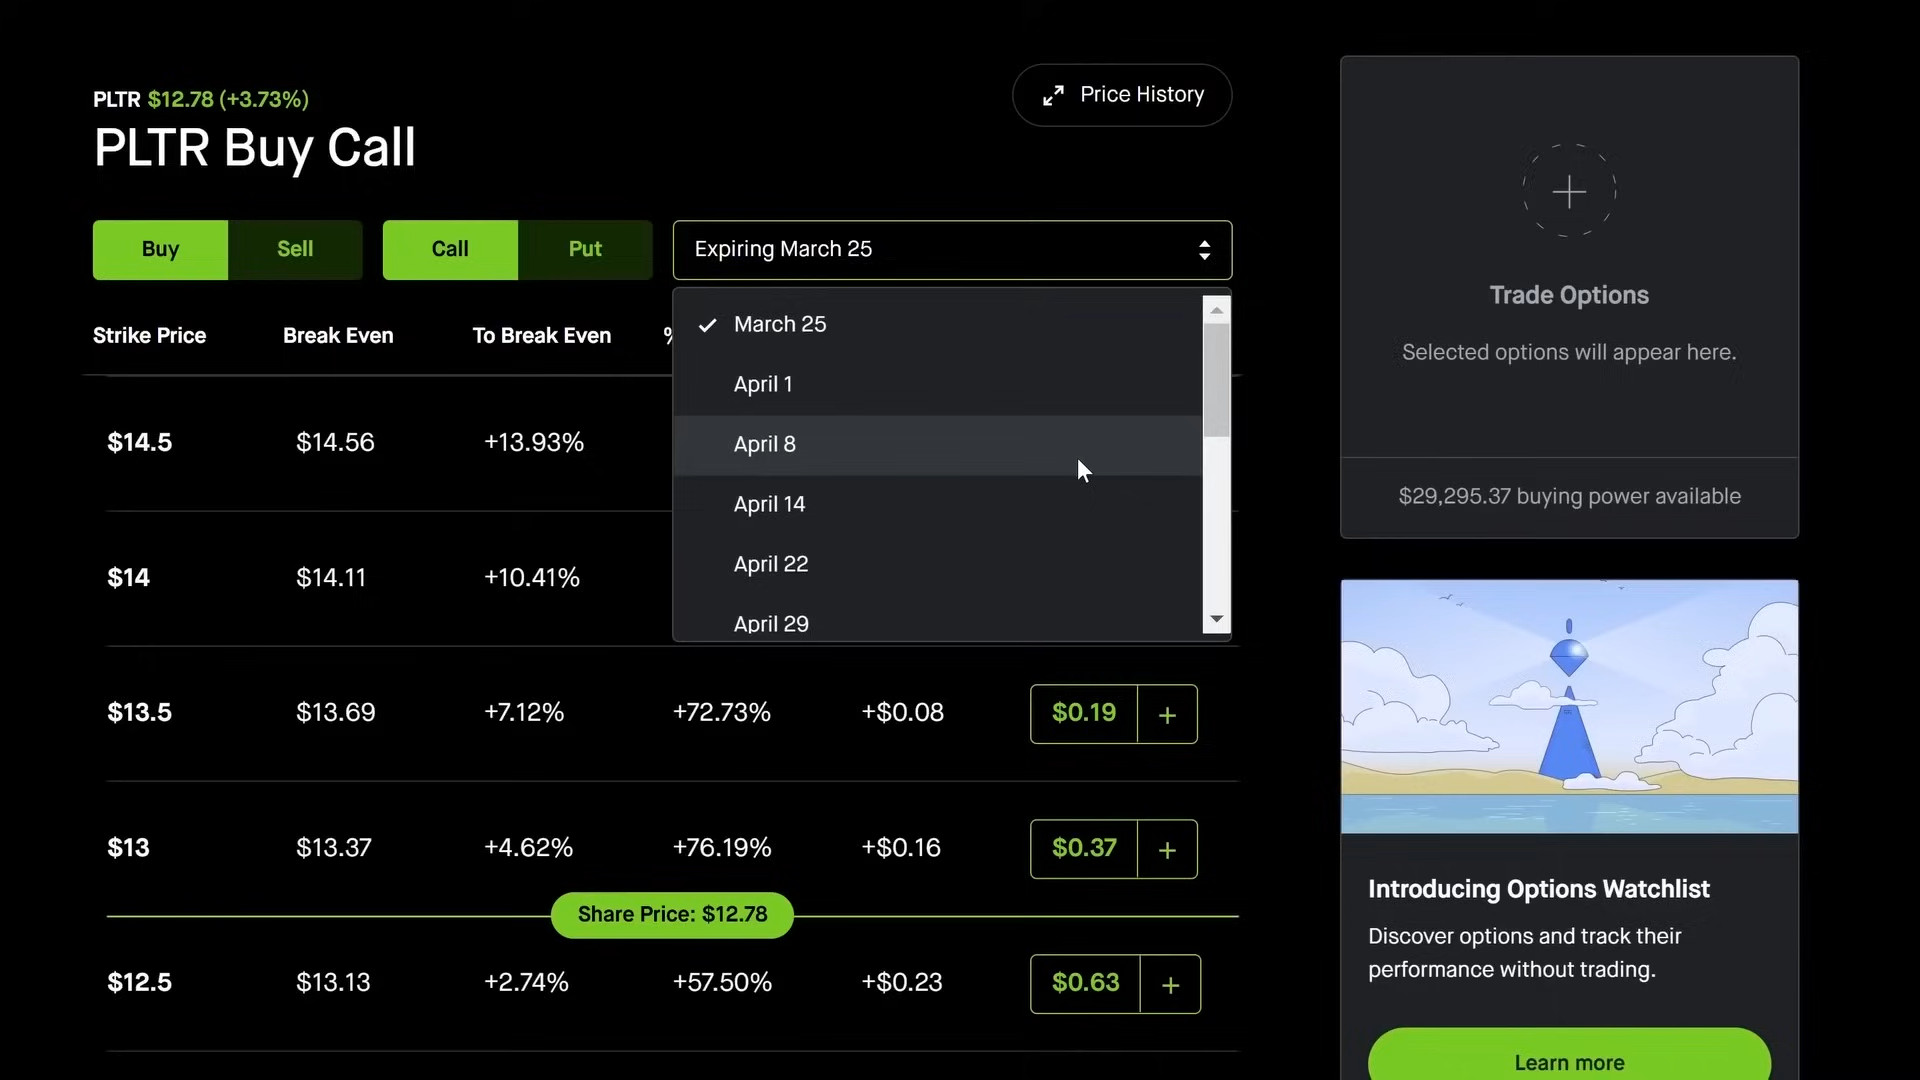 PLTR $12.78 (+3.73%)
PLTR Buy Call
Price History
Buy Sell Call Put Expiring March 25
Strike Price Break Even To Break Even %
March 25
April 1
April 8
April 14
April 22
April 29
$14.5 $14.56 +13.93%
$14 $14.11 +10.41%
$13.5 $13.69 +7.12% +72.73% +$0.08 $0.19 +
$13 $13.37 +4.62% +76.19% +$0.16 $0.37 +
Share Price: $12.78
$12.5 $13.13 +2.74% +57.50% +$0.23 $0.63 +
Trade Options
Selected options will appear here.
$29,295.37 buying power available
Introducing Options Watchlist
Discover options and track their
performance without trading.
Learn more